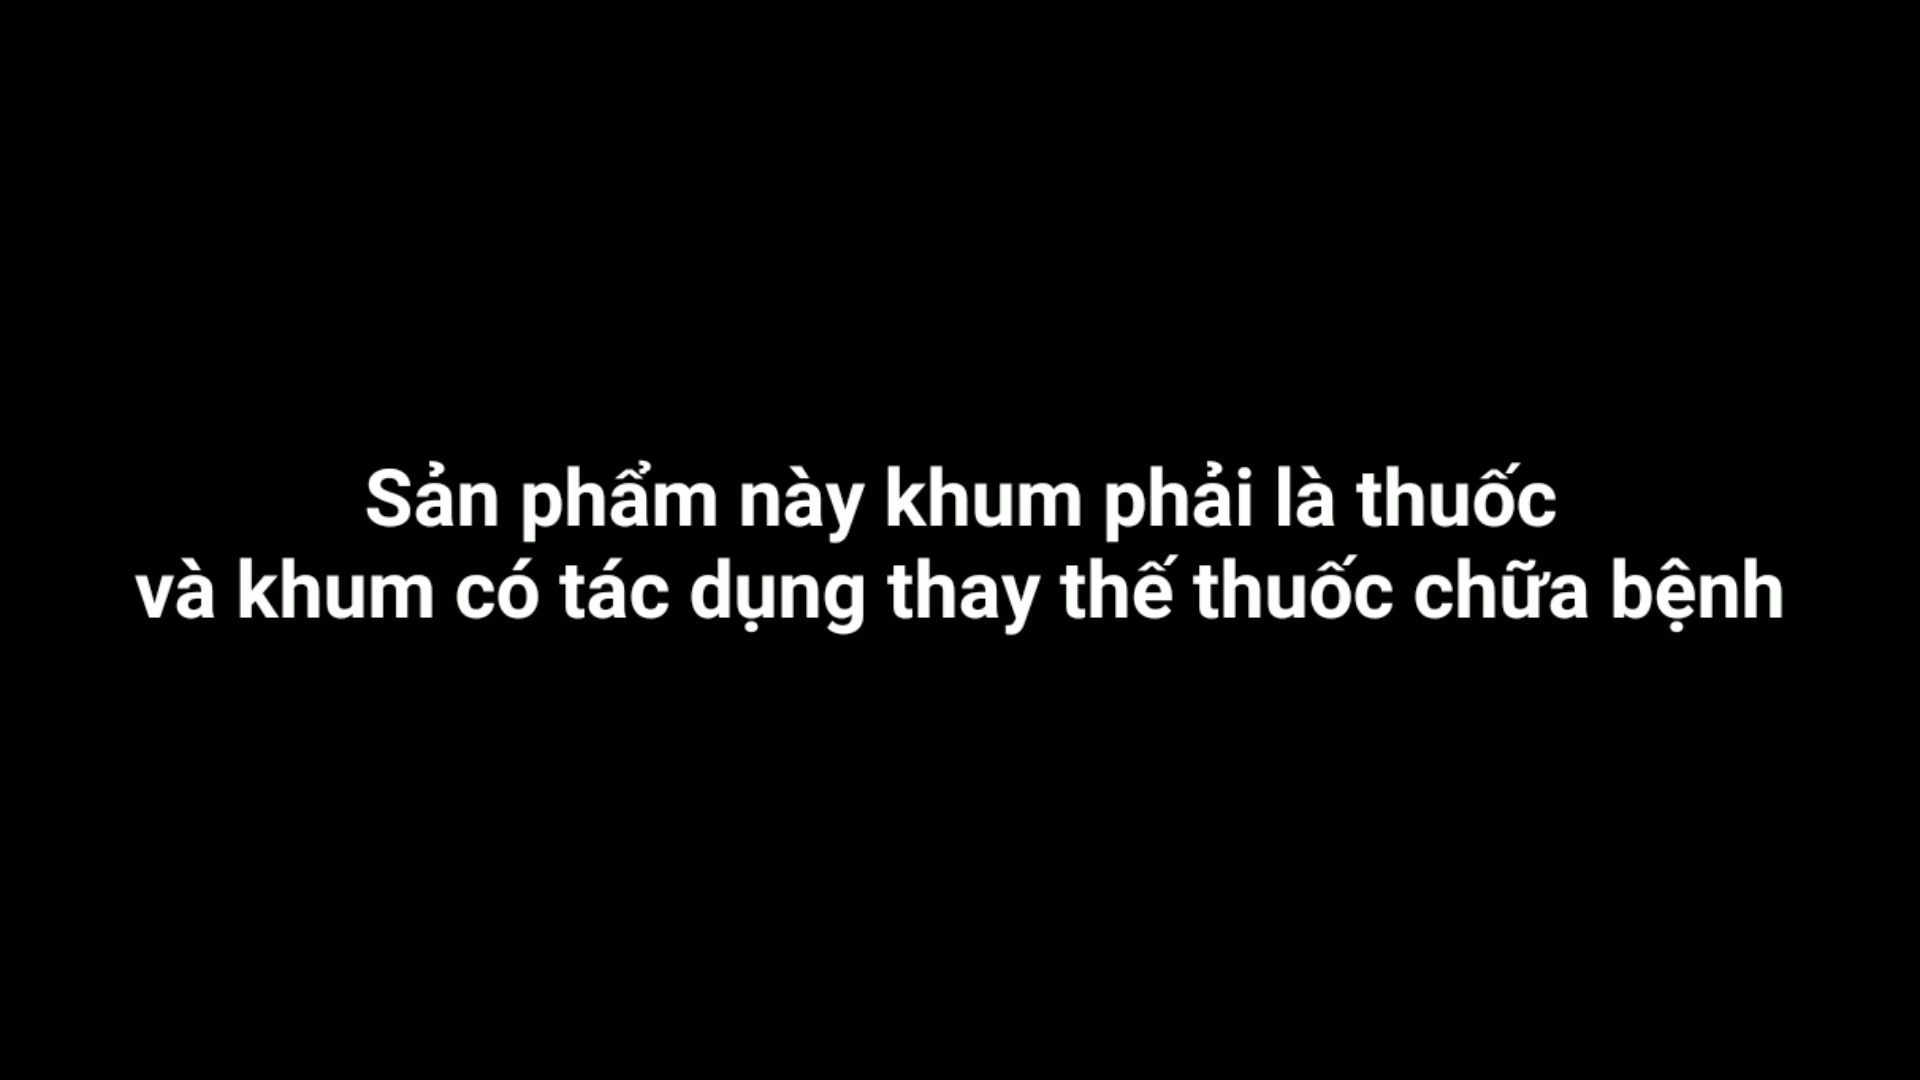 Sản phẩm này khum phải là thuốc
và khum có tác dụng thay thế thuốc chữa bệnh